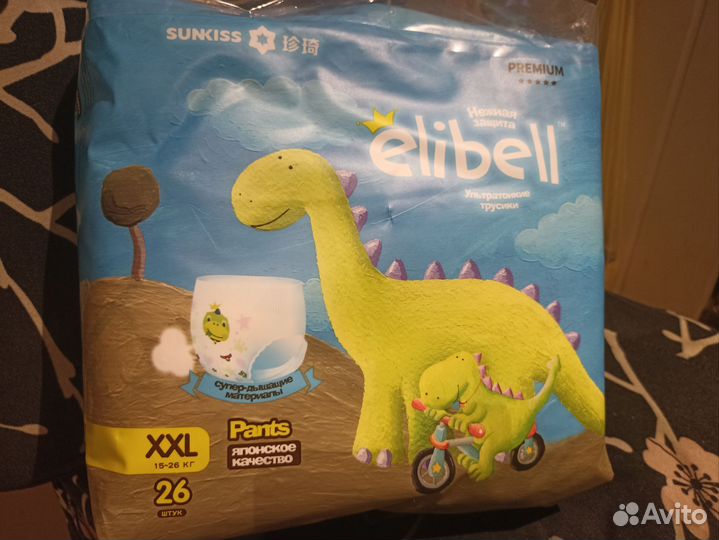 SUNKISS 珍琦
PREMIUM
Нежная
защита
elibell™
Ультратонкие
трусики
супер-дышащие
материалы
Pants
японское
качество
XXL
15-26 кг
26
штук
Avito